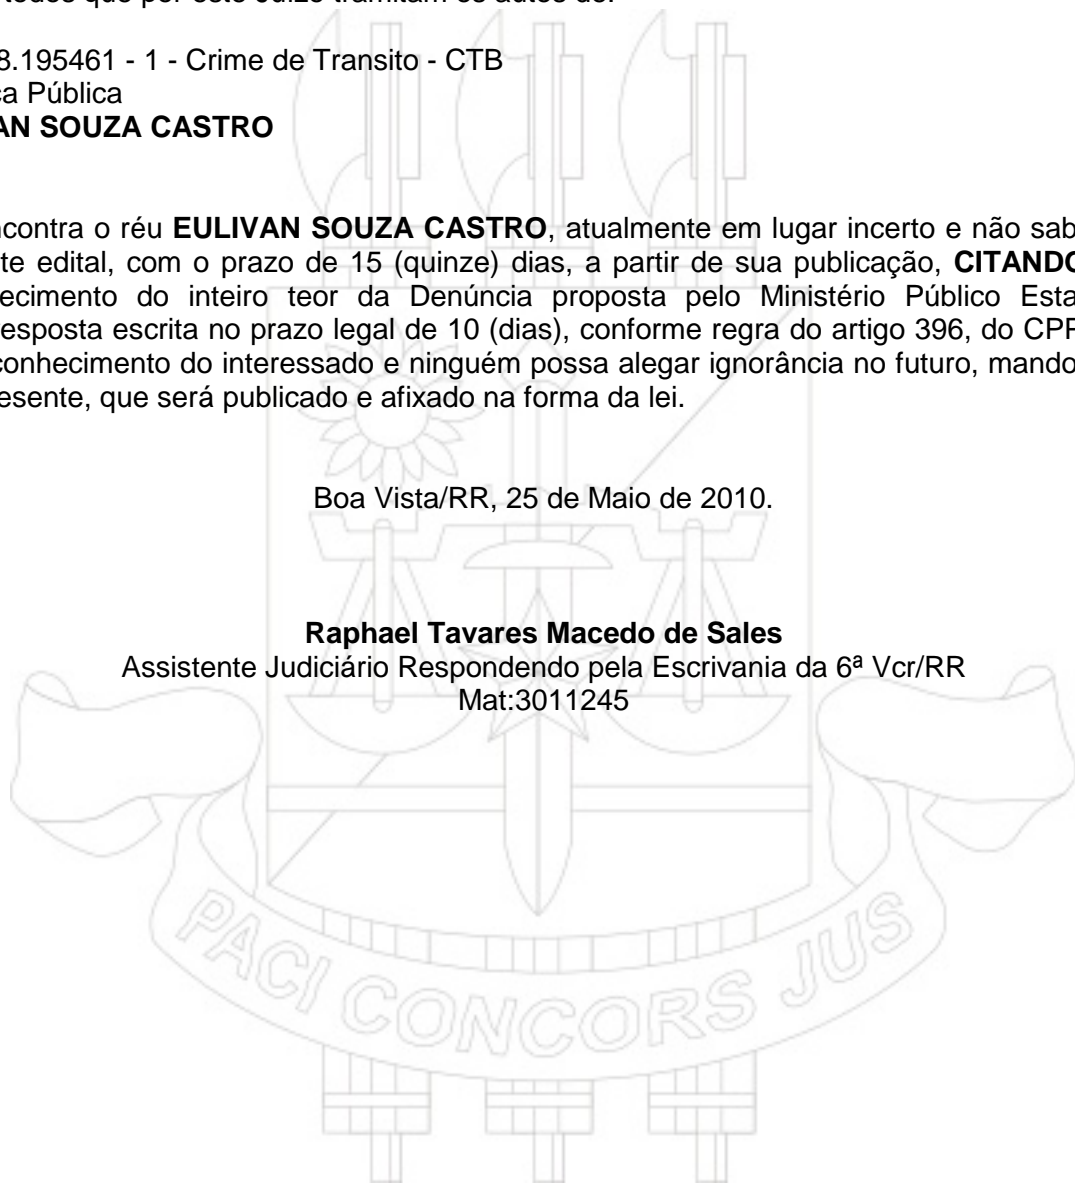 todos que por este Juízo tramitam os autos de:
8.195461 - 1 - Crime de Transito - CTB
ça Pública
AN SOUZA CASTRO
contra o réu EULIVAN SOUZA CASTRO, atualmente em lugar incerto e não sab
te edital, com o prazo de 15 (quinze) dias, a partir de sua publicação, CITANDO
ecimento do inteiro teor da Denúncia proposta pelo Ministério Público Esta
esposta escrita no prazo legal de 10 (dias), conforme regra do artigo 396, do CPP
conhecimento do interessado e ninguém possa alegar ignorância no futuro, mando
esente, que será publicado e afixado na forma da lei.
Boa Vista/RR, 25 de Maio de 2010.
Raphael Tavares Macedo de Sales
Assistente Judiciário Respondendo pela Escrivania da 6ª Vcr/RR
Mat:3011245
PACI CONCORS JUS